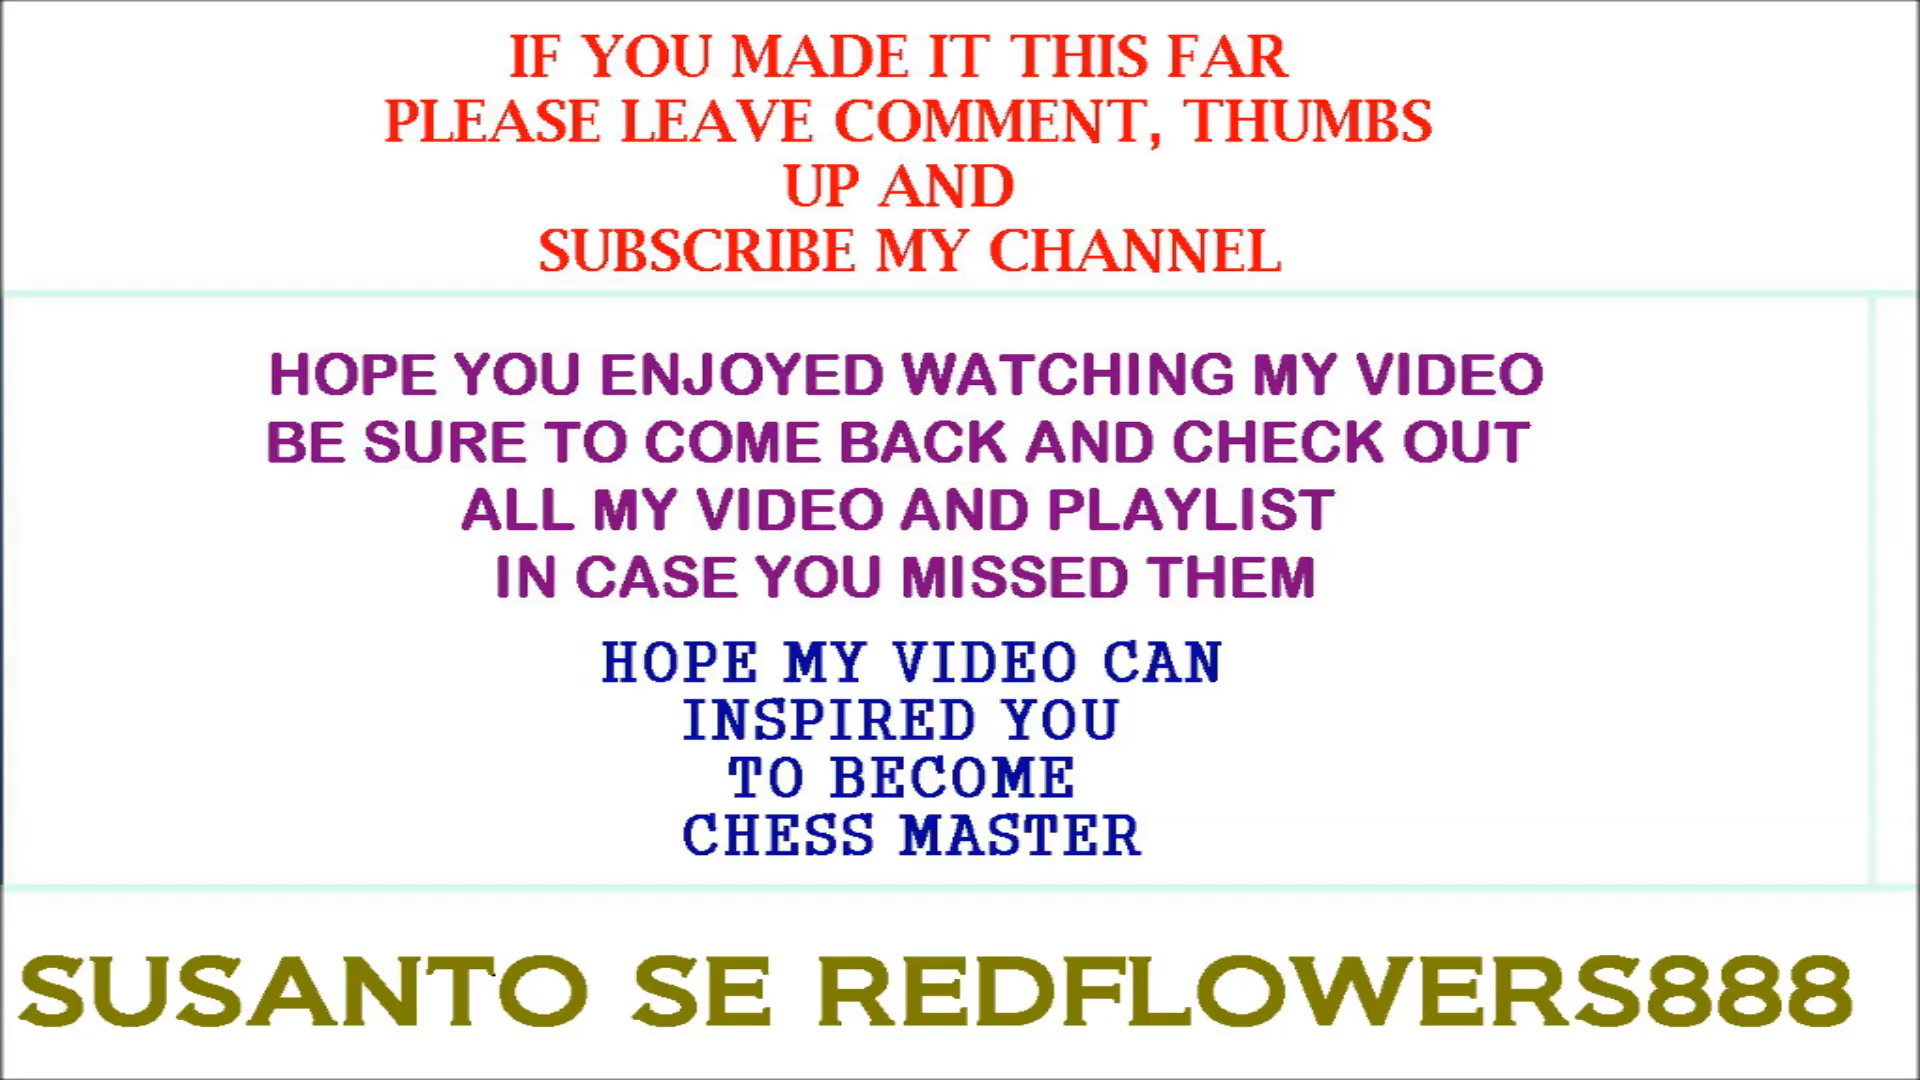 IF YOU MADE IT THIS FAR
PLEASE LEAVE COMMENT, THUMBS
UP AND
SUBSCRIBE MY CHANNEL
HOPE YOU ENJOYED WATCHING MY VIDEO
BE SURE TO COME BACK AND CHECK OUT
ALL MY VIDEO AND PLAYLIST
IN CASE YOU MISSED THEM
HOPE MY VIDEO CAN
INSPIRED YOU
TO BECOME
CHESS MASTER
SUSANTO SE REDFLOWERS888